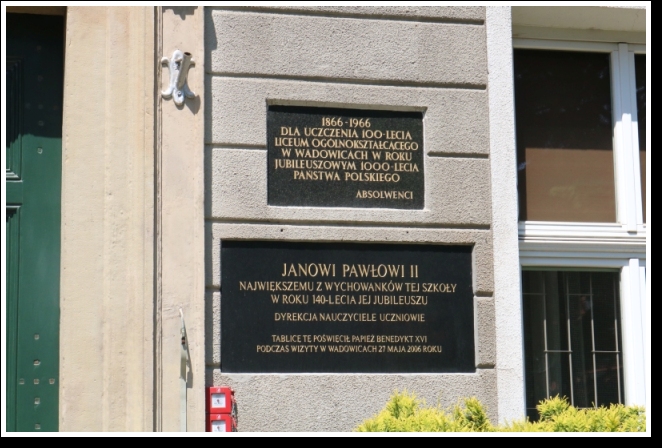 1866-1966
DLA UCZCZENIA 100-LECIA
LICEUM OGÓLNOKSZTAŁCĄCEGO
W WADOWICACH W ROKU
JUBILEUSZOWYM 1000-LECIA
PAŃSTWA POLSKIEGO
ABSOLWENCI
JANOWI PAWŁOWI II
NAJWIĘKSZEMU Z WYCHOWANKÓW TEJ SZKOŁY
W ROKU 140-LECIA JEJ JUBILEUSZU
DYREKCJA NAUCZYCIELE UCZNIOWIE
TABLICĘ TĘ POŚWIĘCIŁ PAPIEŻ BENEDYKT XVI
PODCZAS WIZYTY W WADOWICACH 27 MAJA 2006 ROKU